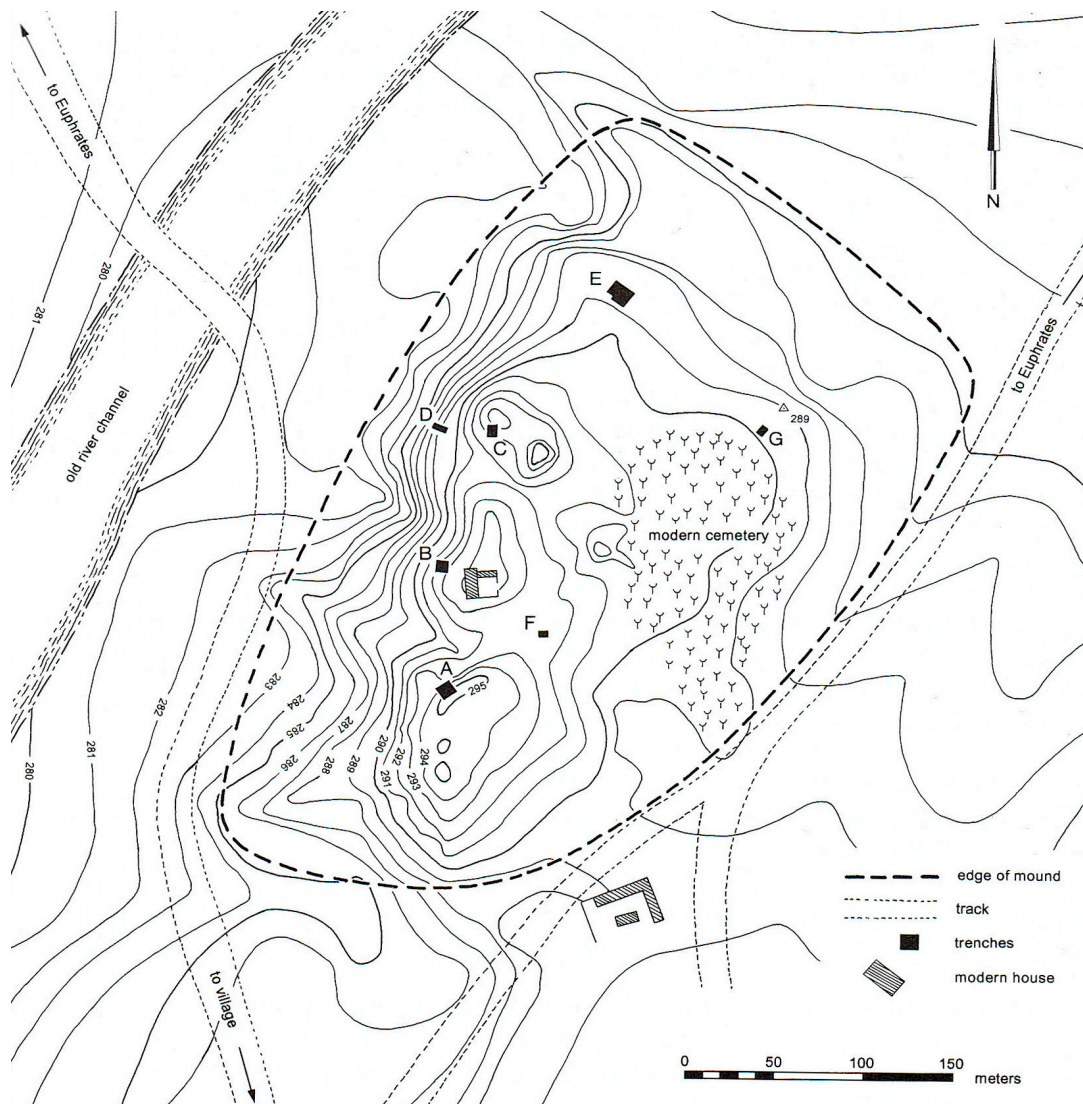 to Euphrates
N
E
280
281
to Euphrates
D
C
289
G
old river channel
modern cemetery
B
F
A
295
283
284
282
285
287
290
281
286
288
289
292
291
294
293
280
edge of mound
track
trenches
modern house
to village
0 50 100 150
meters